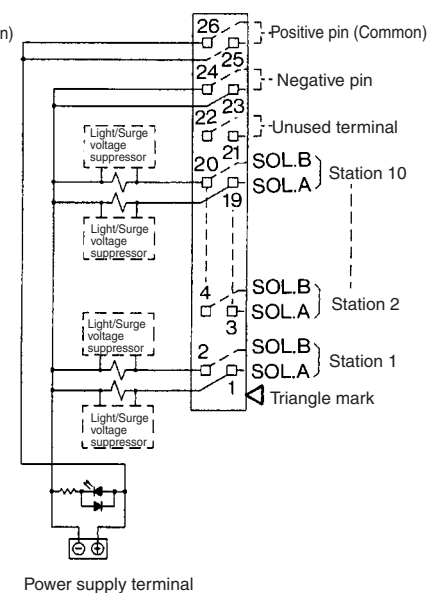 n)
26
Positive pin (Common)
25
24
Negative pin
23
22
Unused terminal
21
Light/Surge
voltage
suppressor
20
SOL.B
Station 10
SOL.A
19
Light/Surge
voltage
suppressor
4
SOL.B
Station 2
SOL.A
3
Light/Surge
voltage
suppressor
2
SOL.B
Station 1
SOL.A
1
Triangle mark
Light/Surge
voltage
suppressor
⊖ ⊕
Power supply terminal